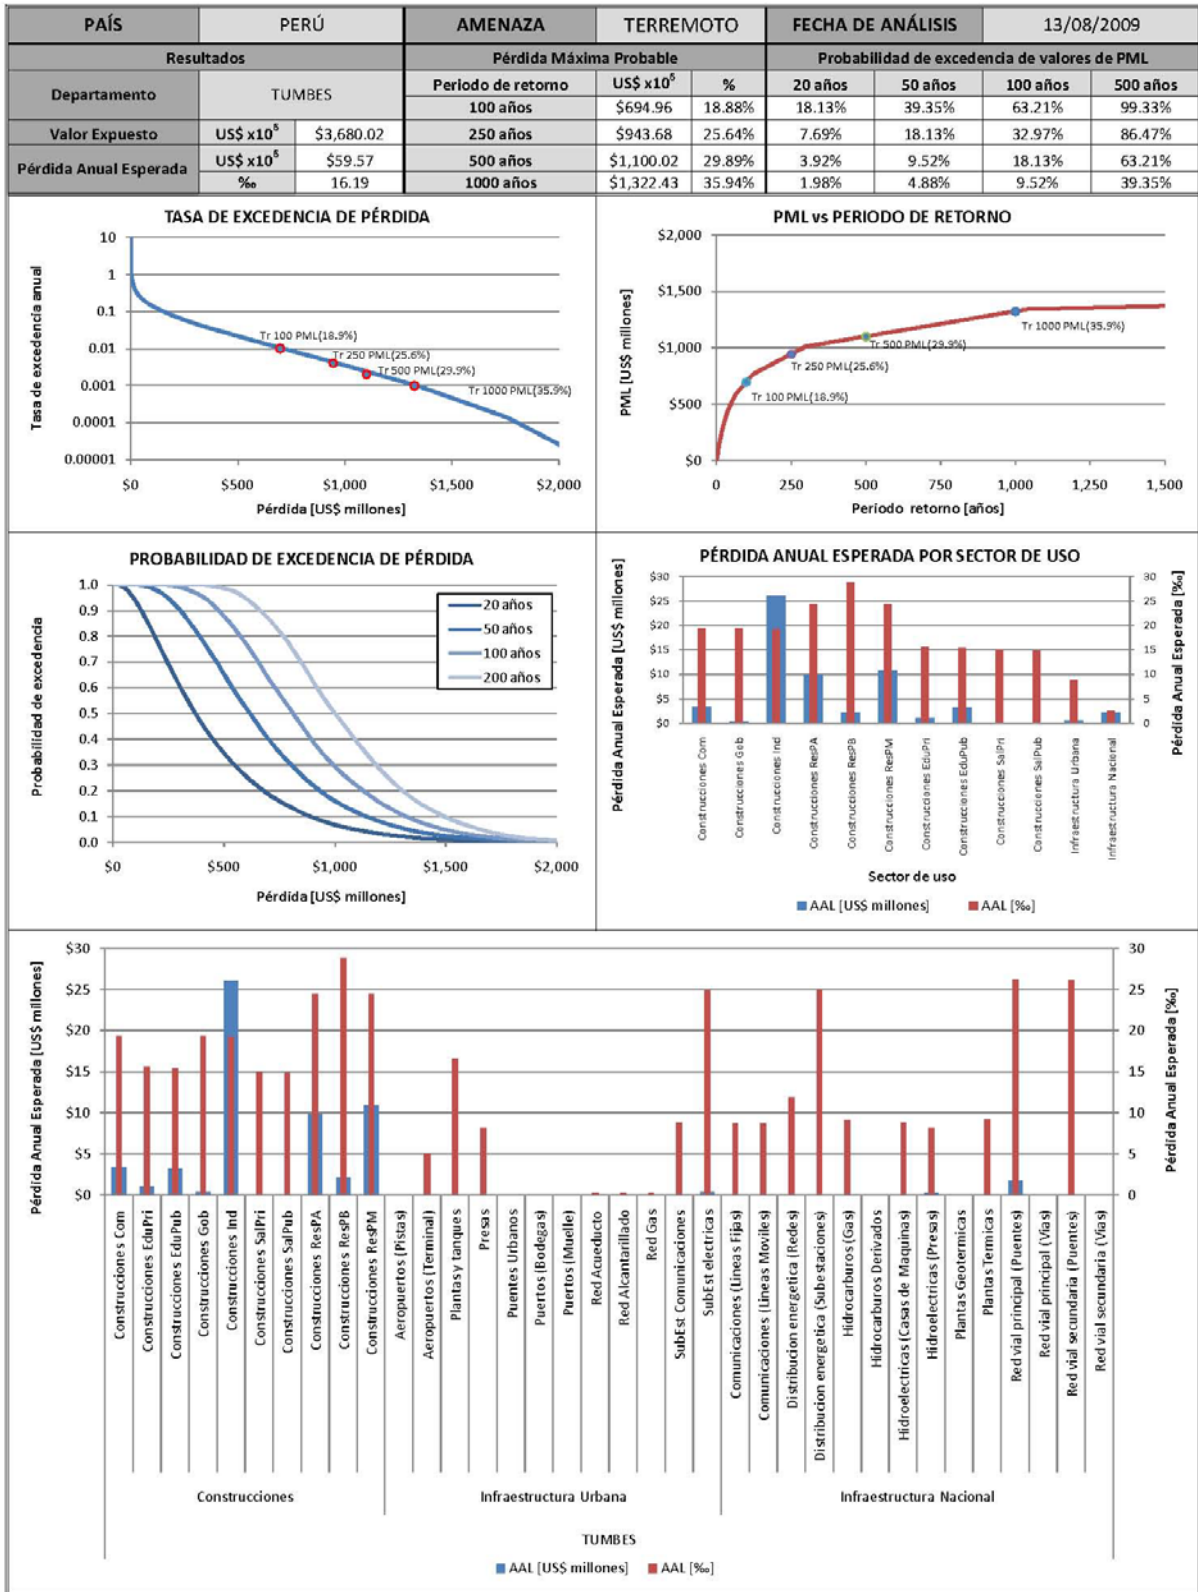 PAÍS PERÚ AMENAZA TERREMOTO FECHA DE ANÁLISIS 13/08/2009
Resultados Pérdida Máxima Probable Probabilidad de excedencia de valores de PML
Departamento TUMBES Periodo de retorno US$ x10⁶ % 20 años 50 años 100 años 500 años
100 años $694.96 18.88% 18.13% 39.35% 63.21% 99.33%
Valor Expuesto US$ x10⁶ $3,680.02 250 años $943.68 25.64% 7.69% 18.13% 32.97% 86.47%
Pérdida Anual Esperada US$ x10⁶ $59.57 500 años $1,100.02 29.89% 3.92% 9.52% 18.13% 63.21%
‰ 16.19 1000 años $1,322.43 35.94% 1.98% 4.88% 9.52% 39.35%
TASA DE EXCEDENCIA DE PÉRDIDA
Tasa de excedencia anual
10
1
0.1
0.01
0.001
0.0001
0.00001
Tr 100 PML(18.9%)
Tr 250 PML(25.6%)
Tr 500 PML(29.9%)
Tr 1000 PML(35.9%)
$0 $500 $1,000 $1,500 $2,000
Pérdida [US$ millones]
PML vs PERIODO DE RETORNO
PML [US$ millones]
$2,000
$1,500
$1,000
$500
$0
Tr 1000 PML(35.9%)
Tr 500 PML(29.9%)
Tr 250 PML(25.6%)
Tr 100 PML(18.9%)
0 250 500 750 1,000 1,250 1,500
Periodo retorno [años]
PROBABILIDAD DE EXCEDENCIA DE PÉRDIDA
Probabilidad de excedencia
1.0
0.9
0.8
0.7
0.6
0.5
0.4
0.3
0.2
0.1
0.0
20 años
50 años
100 años
200 años
$0 $500 $1,000 $1,500 $2,000
Pérdida [US$ millones]
PÉRDIDA ANUAL ESPERADA POR SECTOR DE USO
Pérdida Anual Esperada [US$ millones]
$30
$25
$20
$15
$10
$5
$0
30
25
20
15
10
5
0
Pérdida Anual Esperada [‰]
Construcciones Com
Construcciones Gob
Construcciones Ind
Construcciones ResPA
Construcciones ResPB
Construcciones ResPM
Construcciones EduPri
Construcciones EduPub
Construcciones SalPri
Construcciones SalPub
Infraestructura Urbana
Infraestructura Nacional
Sector de uso
AAL [US$ millones] AAL [‰]
Pérdida Anual Esperada [US$ millones]
$30
$25
$20
$15
$10
$5
$0
30
25
20
15
10
5
0
Pérdida Anual Esperada [‰]
Construcciones Com
Construcciones EduPri
Construcciones EduPub
Construcciones Gob
Construcciones Ind
Construcciones SalPri
Construcciones SalPub
Construcciones ResPA
Construcciones ResPB
Construcciones ResPM
Aeropuertos (Pistas)
Aeropuertos (Terminal)
Plantas y tanques
Presas
Puentes Urbanos
Puertos (Bodegas)
Puertos (Muelle)
Red Acueducto
Red Alcantarillado
Red Gas
SubEst Comunicaciones
SubEst electricas
Comunicaciones (Lineas Fijas)
Comunicaciones (Lineas Moviles)
Distribucion energetica (Redes)
Distribucion energetica (Subestaciones)
Hidrocarburos (Gas)
Hidrocarburos Derivados
Hidroelectricas (Casas de Maquinas)
Hidroelectricas (Presas)
Plantas Geotermicas
Plantas Termicas
Red vial principal (Puentes)
Red vial principal (Vias)
Red vial secundaria (Puentes)
Red vial secundaria (Vias)
Construcciones Infraestructura Urbana Infraestructura Nacional
TUMBES
AAL [US$ millones] AAL [‰]